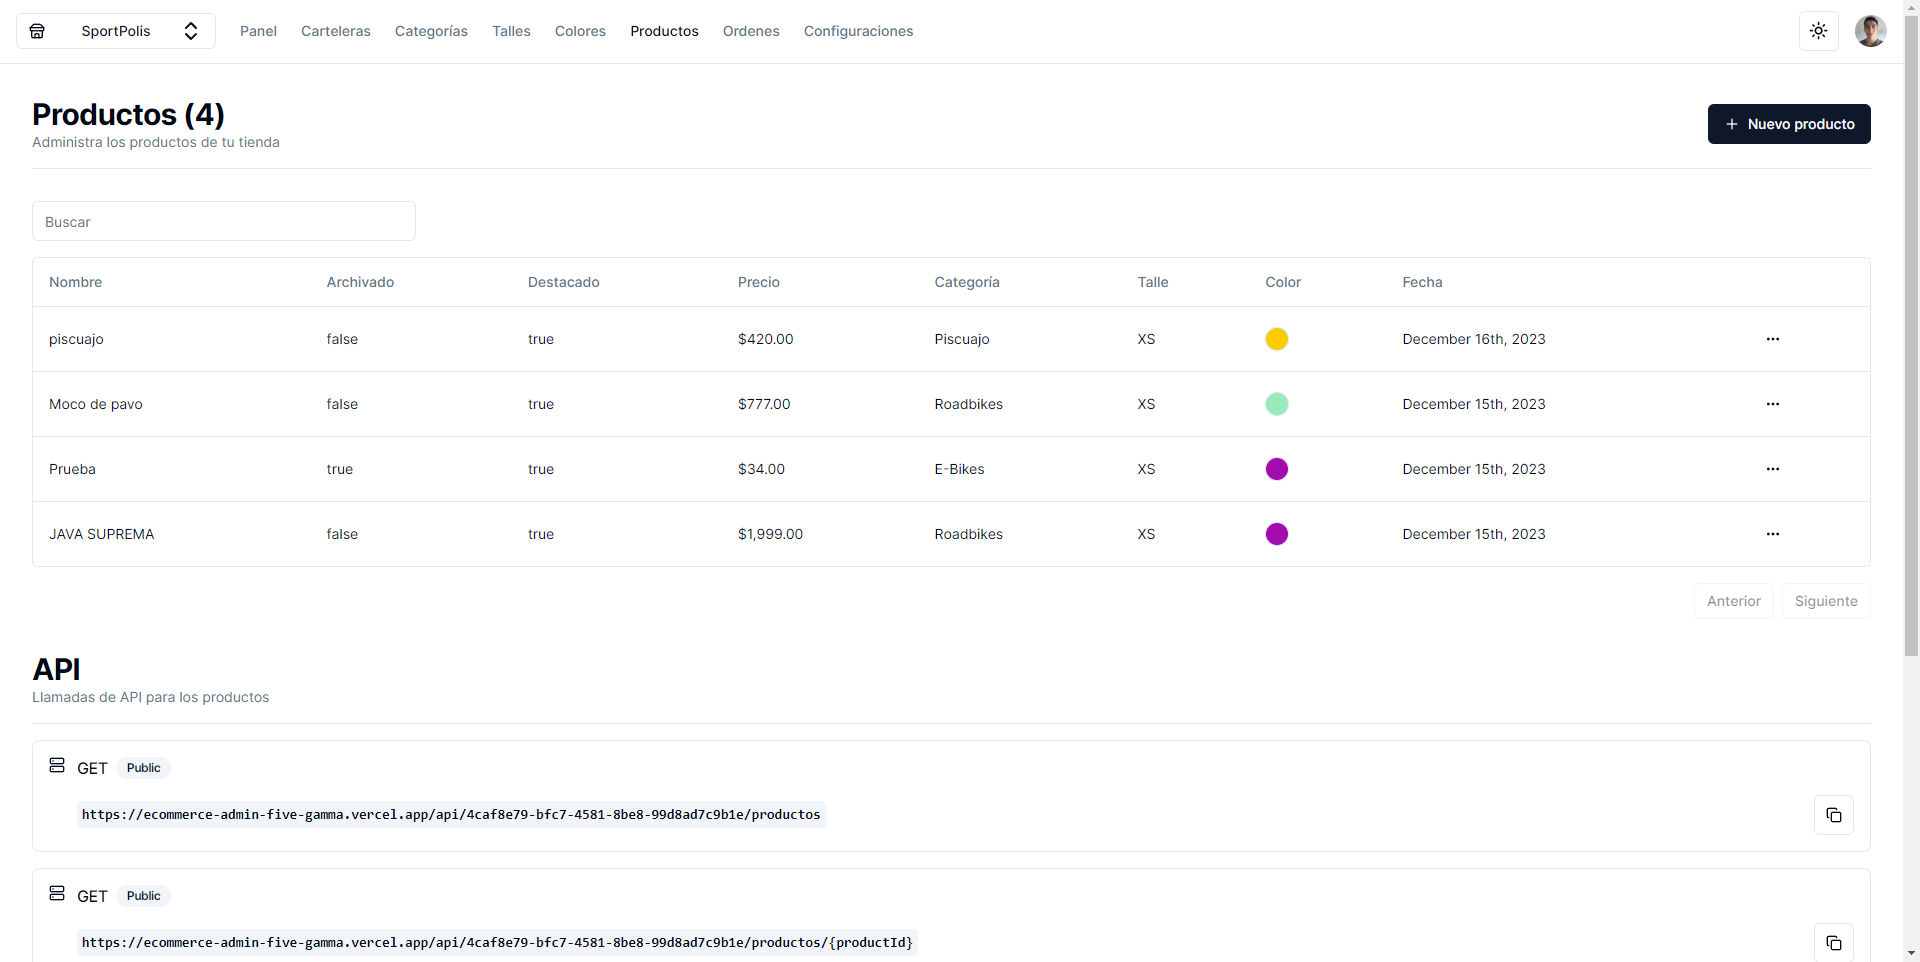 SportPolis Panel Carteleras Categorías Talles Colores Productos Ordenes Configuraciones
Productos (4)
Administra los productos de tu tienda
+ Nuevo producto
Buscar
Nombre Archivado Destacado Precio Categoría Talle Color Fecha
piscuajo false true $420.00 Piscuajo XS December 16th, 2023
Moco de pavo false true $777.00 Roadbikes XS December 15th, 2023
Prueba true true $34.00 E-Bikes XS December 15th, 2023
JAVA SUPREMA false true $1,999.00 Roadbikes XS December 15th, 2023
Anterior Siguiente
API
Llamadas de API para los productos
GET Public
https://ecommerce-admin-five-gamma.vercel.app/api/4caf8e79-bfc7-4581-8be8-99d8ad7c9b1e/productos
GET Public
https://ecommerce-admin-five-gamma.vercel.app/api/4caf8e79-bfc7-4581-8be8-99d8ad7c9b1e/productos/{productId}